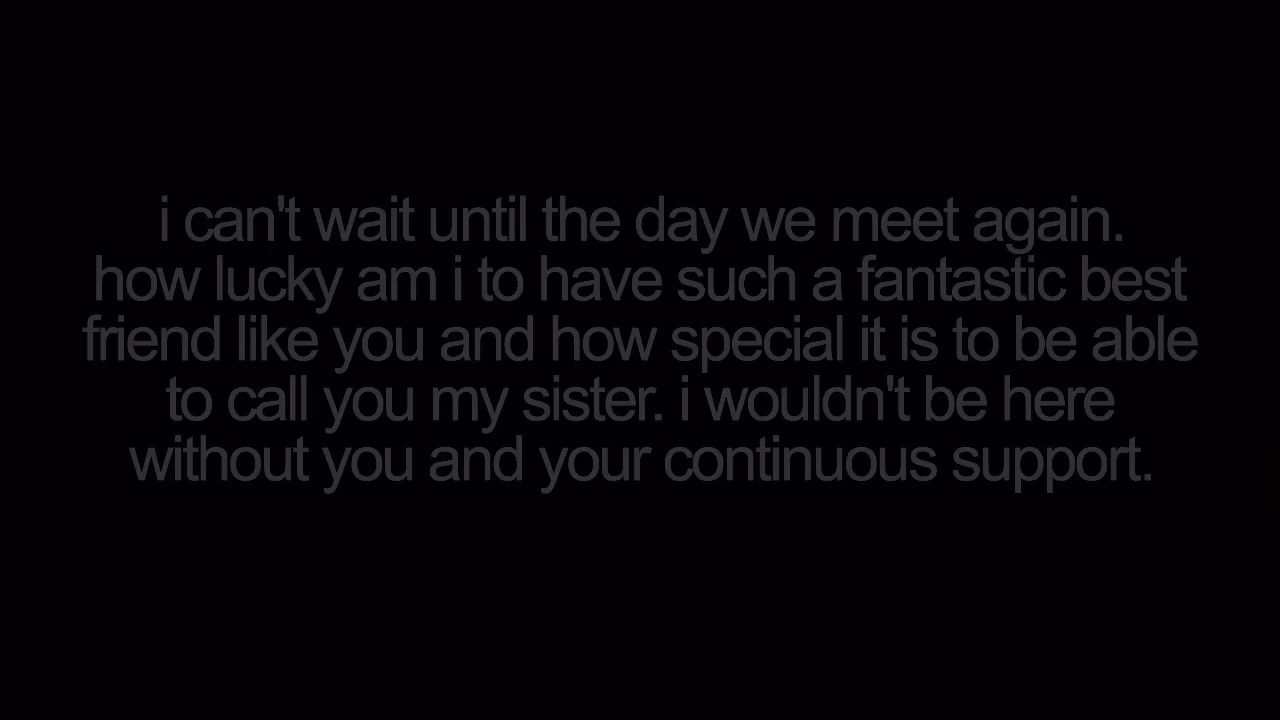 i can't wait until the day we meet again.
how lucky am i to have such a fantastic best
friend like you and how special it is to be able
to call you my sister. i wouldn't be here
without you and your continuous support.